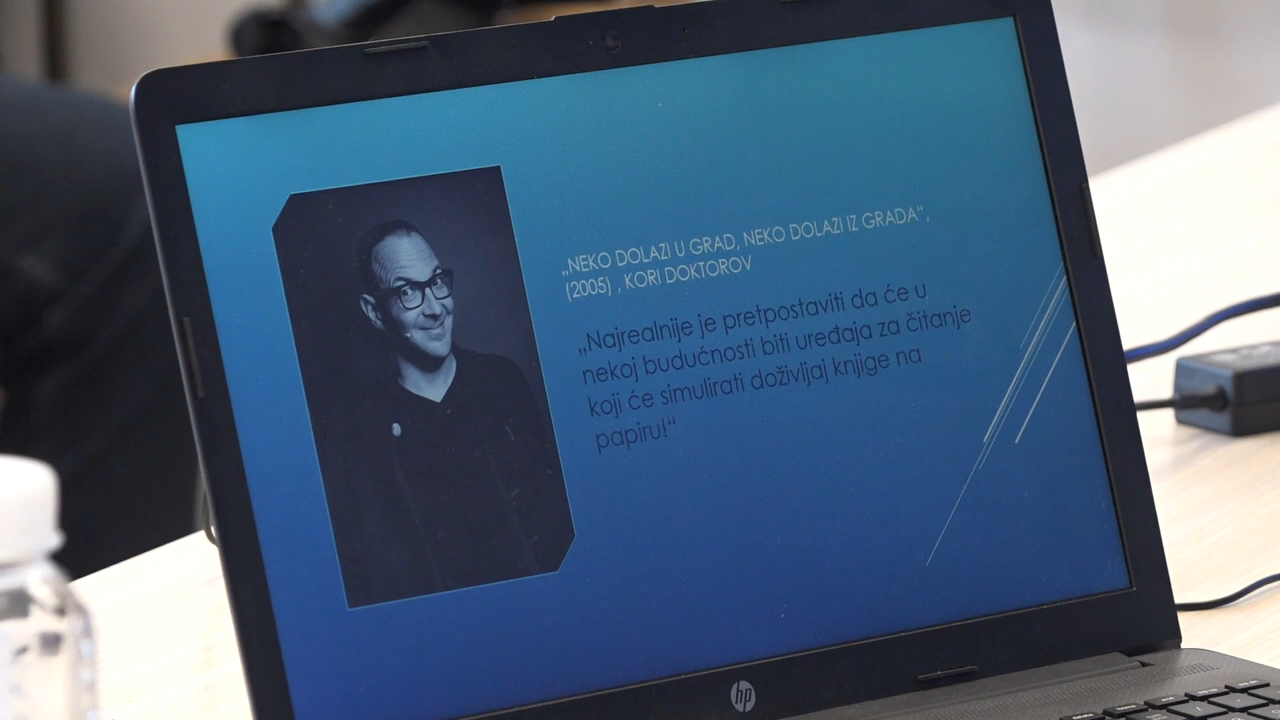 „NEKO DOLAZI U GRAD, NEKO DOLAZI IZ GRADA“,
(2005) , KORI DOKTOROV
„Najrealnije je pretpostaviti da će u
nekoj budućnosti biti uređaja za čitanje
koji će simulirati doživljaj knjige na
papiru!“
hp